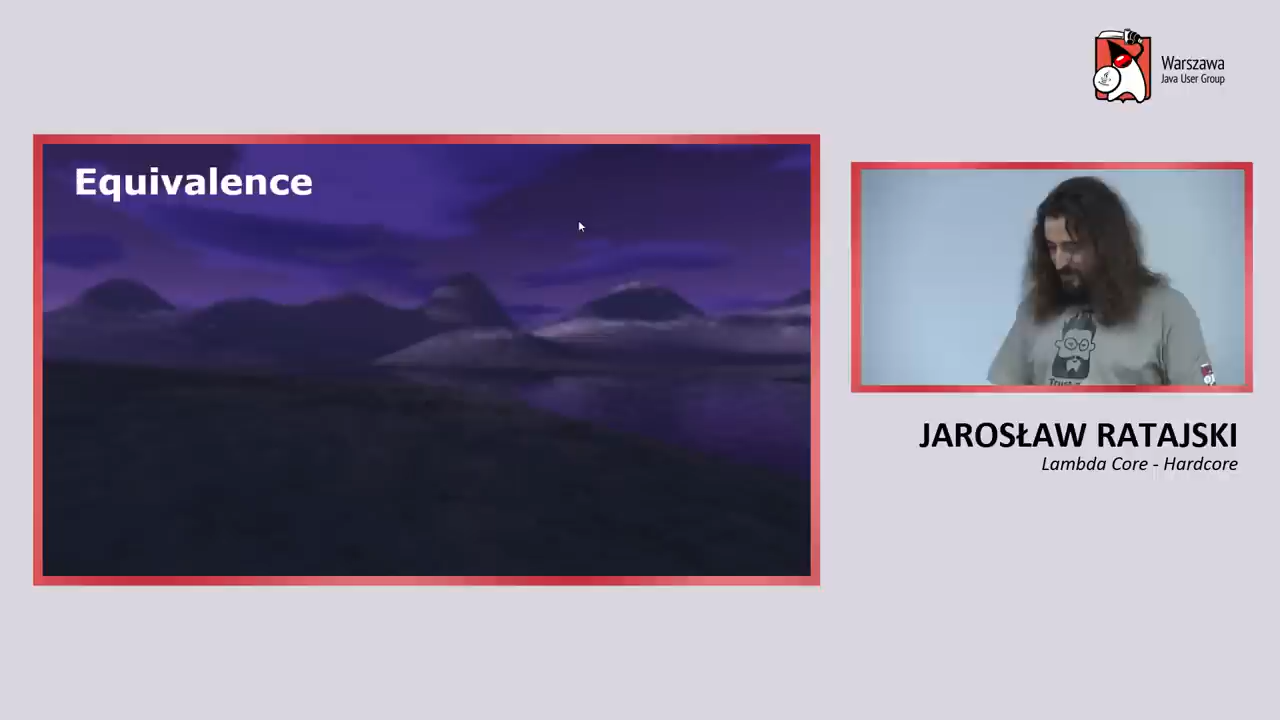 Warszawa
Java User Group
Equivalence
JAROSŁAW RATAJSKI
Lambda Core - Hardcore